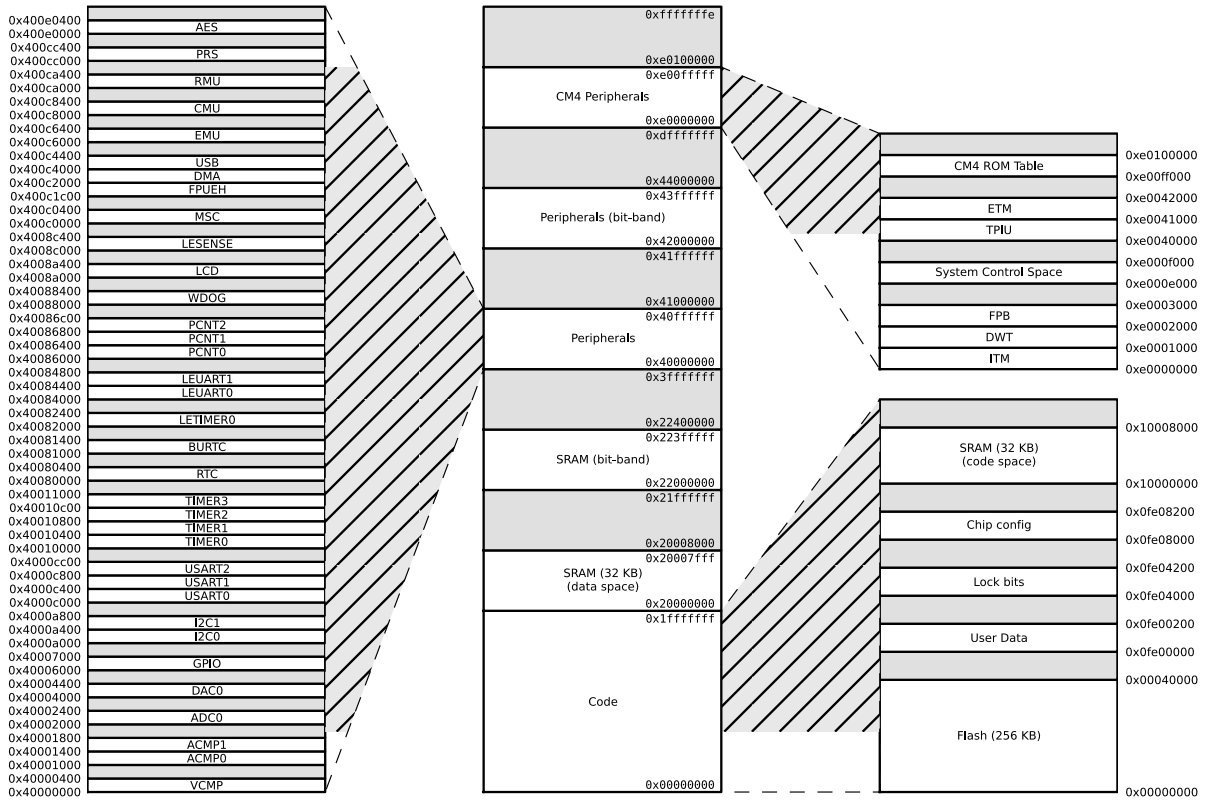 0x400e0400
AES
0x400e0000
0x400cc400
PRS
0x400cc000
0x400ca400
RMU
0x400ca000
0x400c8400
CMU
0x400c8000
0x400c6400
EMU
0x400c6000
0x400c4400
USB
0x400c4000
DMA
0x400c2000
FPUEH
0x400c1c00
0x400c0400
MSC
0x400c0000
0x4008c400
LESENSE
0x4008c000
0x4008a400
LCD
0x4008a000
0x40088400
WDOG
0x40088000
0x40086c00
PCNT2
0x40086800
PCNT1
0x40086400
PCNT0
0x40086000
0x40084800
LEUART1
0x40084400
LEUART0
0x40084000
0x40082400
LETIMER0
0x40082000
0x40081400
BURTC
0x40081000
0x40080400
RTC
0x40080000
0x40011000
TIMER3
0x40010c00
TIMER2
0x40010800
TIMER1
0x40010400
TIMER0
0x40010000
0x4000cc00
USART2
0x4000c800
USART1
0x4000c400
USART0
0x4000c000
0x4000a800
I2C1
0x4000a400
I2C0
0x4000a000
0x40007000
GPIO
0x40006000
0x40004400
DAC0
0x40004000
0x40002400
ADC0
0x40002000
0x40001800
ACMP1
0x40001400
ACMP0
0x40001000
0x40000400
VCMP
0x40000000
0xfffffffe
0xe0100000
0xe00fffff
CM4 Peripherals
0xe0000000
0xdfffffff
0x44000000
0x43ffffff
Peripherals (bit-band)
0x42000000
0x41ffffff
0x41000000
0x40ffffff
Peripherals
0x40000000
0x3fffffff
0x22400000
0x223fffff
SRAM (bit-band)
0x22000000
0x21ffffff
0x20008000
0x20007fff
SRAM (32 KB)
(data space)
0x20000000
0x1fffffff
Code
0x00000000
0xe0100000
CM4 ROM Table
0xe00ff000
0xe0042000
ETM
0xe0041000
TPIU
0xe0040000
0xe000f000
System Control Space
0xe000e000
0xe0003000
FPB
0xe0002000
DWT
0xe0001000
ITM
0xe0000000
0x10008000
SRAM (32 KB)
(code space)
0x10000000
0x0fe08200
Chip config
0x0fe08000
0x0fe04200
Lock bits
0x0fe04000
0x0fe00200
User Data
0x0fe00000
0x00040000
Flash (256 KB)
0x00000000